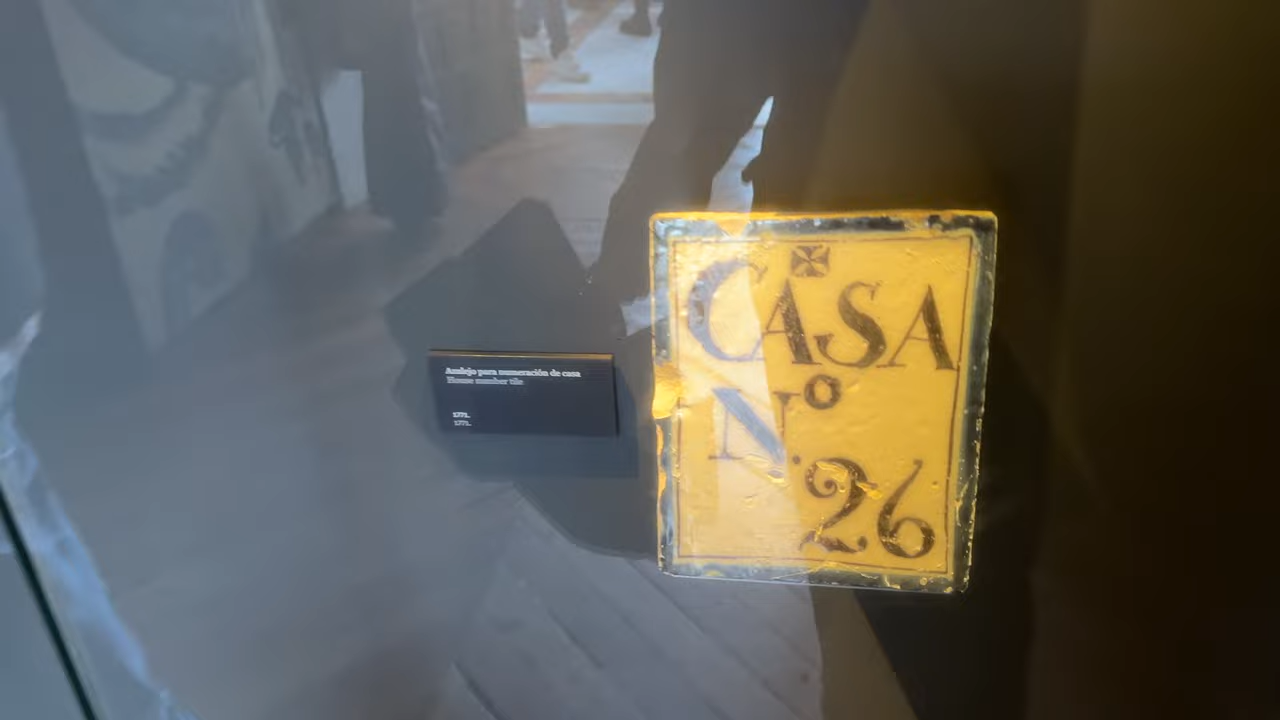 Azulejo para numeración de casa
House number tile
1771.
1771.
CASA
Nº.
26